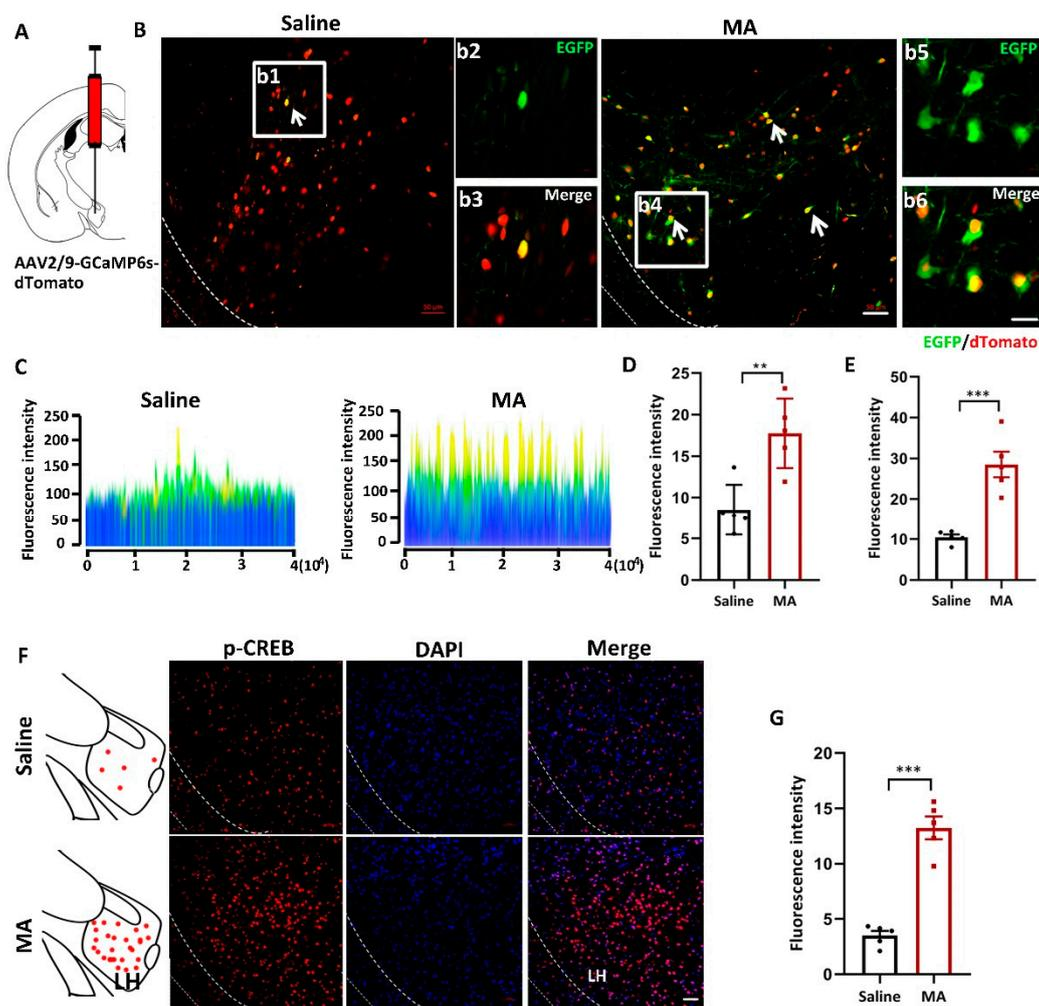 A
AAV2/9-GCaMP6s-
dTomato
B
Saline
MA
b1
b2
EGFP
b3
Merge
50 μm
b4
b5
EGFP
b6
Merge
EGFP/dTomato
C
Saline
Fluorescence intensity
250
200
150
100
50
0
0 1 2 3 4(10⁴)
MA
Fluorescence intensity
250
200
150
100
50
0
0 1 2 3 4(10⁴)
D
Fluorescence intensity
25
20
15
10
5
0
**
Saline MA
E
Fluorescence intensity
50
40
30
20
10
0
***
Saline MA
F
p-CREB DAPI Merge
Saline
MA
LH
LH
G
Fluorescence intensity
20
15
10
5
0
***
Saline MA